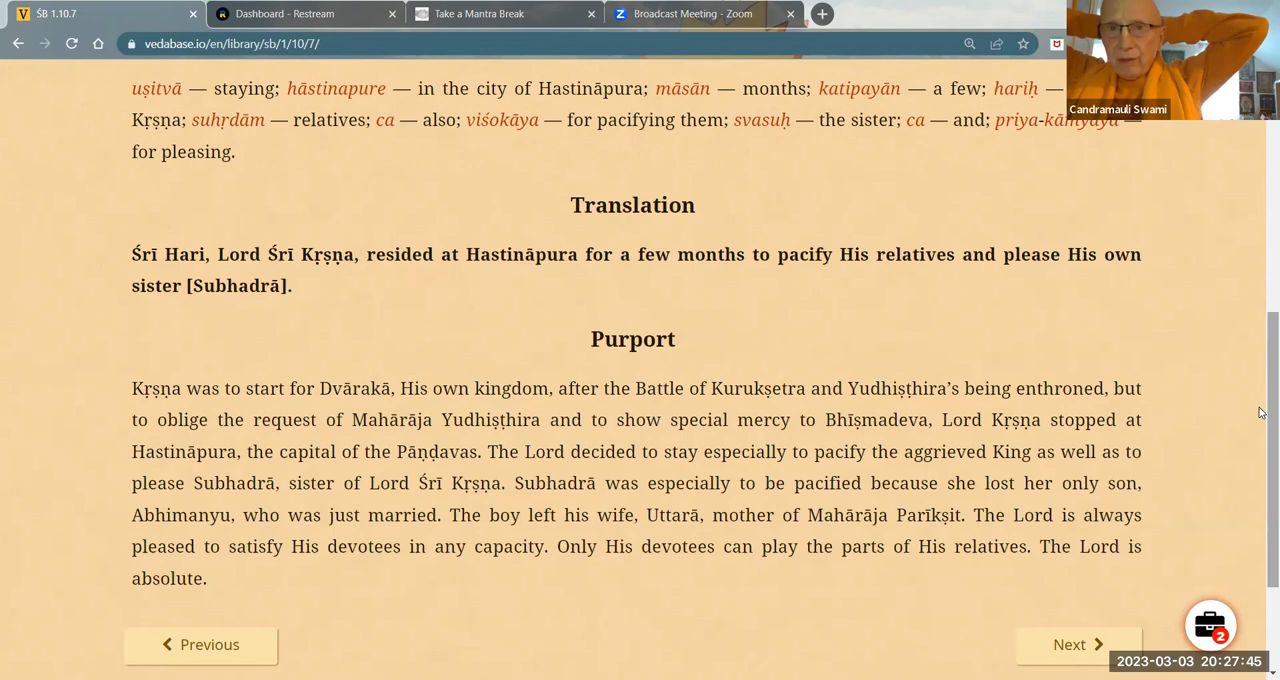 ŚB 1.10.7
Dashboard - Restream
Take a Mantra Break
Broadcast Meeting - Zoom
vedabase.io/en/library/sb/1/10/7/
Candramauli Swami
uṣitvā — staying; hāstinapure — in the city of Hastināpura; māsān — months; katipayān — a few; hariḥ —
Kṛṣṇa; suhṛdām — relatives; ca — also; viśokāya — for pacifying them; svasuḥ — the sister; ca — and; priya-kāmyayā —
for pleasing.
Translation
Śrī Hari, Lord Śrī Kṛṣṇa, resided at Hastināpura for a few months to pacify His relatives and please His own
sister [Subhadrā].
Purport
Kṛṣṇa was to start for Dvārakā, His own kingdom, after the Battle of Kurukṣetra and Yudhiṣṭhira’s being enthroned, but
to oblige the request of Mahārāja Yudhiṣṭhira and to show special mercy to Bhīṣmadeva, Lord Kṛṣṇa stopped at
Hastināpura, the capital of the Pāṇḍavas. The Lord decided to stay especially to pacify the aggrieved King as well as to
please Subhadrā, sister of Lord Śrī Kṛṣṇa. Subhadrā was especially to be pacified because she lost her only son,
Abhimanyu, who was just married. The boy left his wife, Uttarā, mother of Mahārāja Parīkṣit. The Lord is always
pleased to satisfy His devotees in any capacity. Only His devotees can play the parts of His relatives. The Lord is
absolute.
Previous
Next
2
2023-03-03 20:27:45